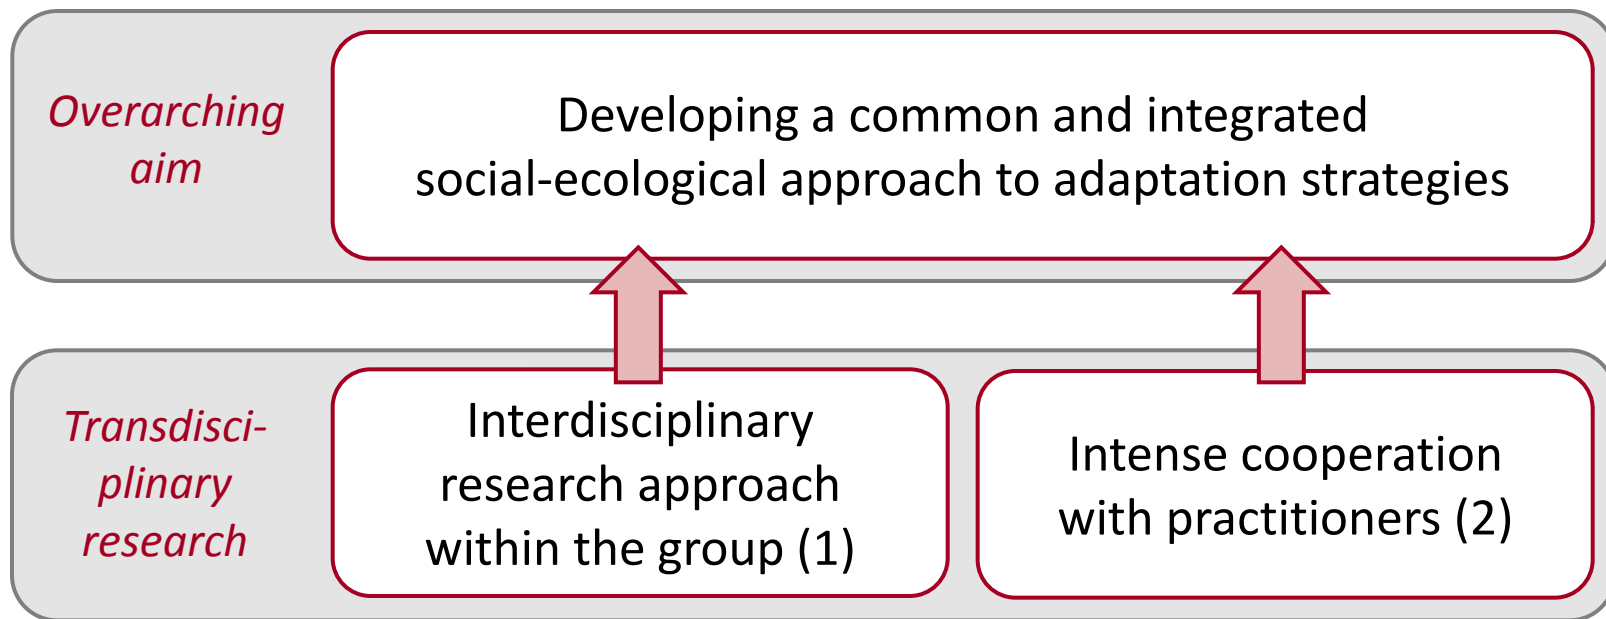 Overarching
aim
Developing a common and integrated
social-ecological approach to adaptation strategies
Transdisci-
plinary
research
Interdisciplinary
research approach
within the group (1)
Intense cooperation
with practitioners (2)